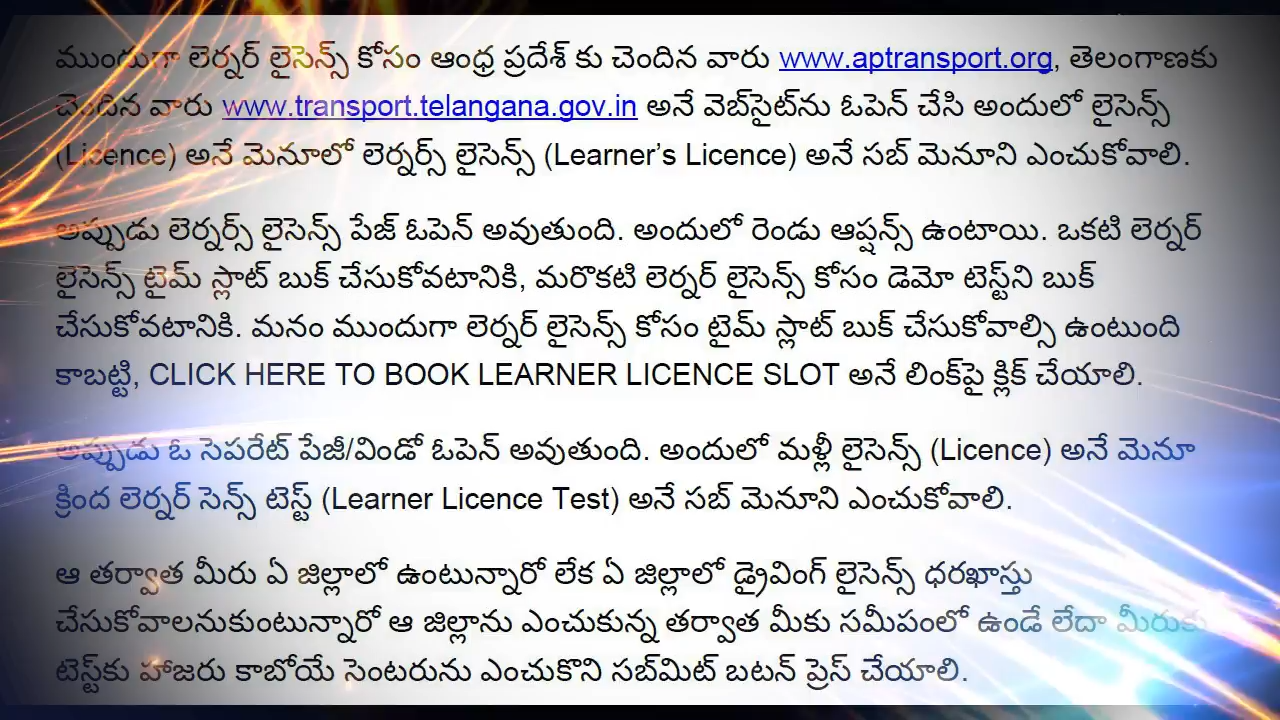 ముందుగా లెర్నర్ లైసెన్స్ కోసం ఆంధ్ర ప్రదేశ్ కు చెందిన వారు www.aptransport.org, తెలంగాణకు
చెందిన వారు www.transport.telangana.gov.in అనే వెబ్‌సైట్‌ను ఓపెన్ చేసి అందులో లైసెన్స్
(Licence) అనే మెనూలో లెర్నర్స్ లైసెన్స్ (Learner’s Licence) అనే సబ్ మెనూని ఎంచుకోవాలి.
అప్పుడు లెర్నర్స్ లైసెన్స్ పేజ్ ఓపెన్ అవుతుంది. అందులో రెండు ఆప్షన్స్ ఉంటాయి. ఒకటి లెర్నర్
లైసెన్స్ టైమ్ స్లాట్ బుక్ చేసుకోవటానికి, మరొకటి లెర్నర్ లైసెన్స్ కోసం డెమో టెస్ట్‌ని బుక్
చేసుకోవటానికి. మనం ముందుగా లెర్నర్ లైసెన్స్ కోసం టైమ్ స్లాట్ బుక్ చేసుకోవాల్సి ఉంటుంది
కాబట్టి, CLICK HERE TO BOOK LEARNER LICENCE SLOT అనే లింక్‌పై క్లిక్ చేయాలి.
అప్పుడు ఓ సెపరేట్ పేజీ/విండో ఓపెన్ అవుతుంది. అందులో మళ్లీ లైసెన్స్ (Licence) అనే మెనూ
క్రింద లెర్నర్ సెన్స్ టెస్ట్ (Learner Licence Test) అనే సబ్ మెనూని ఎంచుకోవాలి.
ఆ తర్వాత మీరు ఏ జిల్లాలో ఉంటున్నారో లేక ఏ జిల్లాలో డ్రైవింగ్ లైసెన్స్ ధరఖాస్తు
చేసుకోవాలనుకుంటున్నారో ఆ జిల్లాను ఎంచుకున్న తర్వాత మీకు సమీపంలో ఉండే లేదా మీరుకు
టెస్ట్‌కు హాజరు కాబోయే సెంటరును ఎంచుకొని సబ్‌మిట్ బటన్ ప్రెస్ చేయాలి.